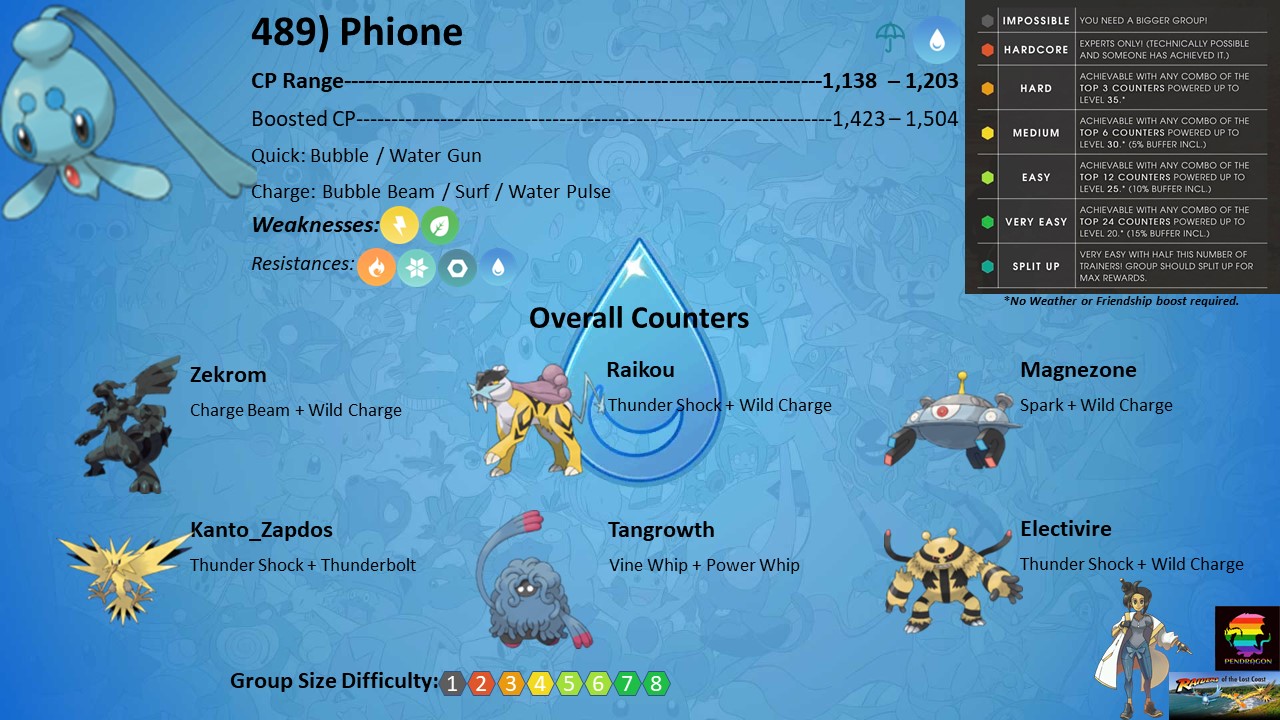 489) Phione
CP Range--------------------------------------------------------------------1,138 – 1,203
Boosted CP--------------------------------------------------------------------1,423 – 1,504
Quick: Bubble / Water Gun
Charge: Bubble Beam / Surf / Water Pulse
Weaknesses:
Resistances:
IMPOSSIBLE YOU NEED A BIGGER GROUP!
HARDCORE EXPERTS ONLY! (TECHNICALLY POSSIBLE
AND SOMEONE HAS ACHIEVED IT.)
HARD ACHIEVABLE WITH ANY COMBO OF THE
TOP 3 COUNTERS POWERED UP TO
LEVEL 35.*
MEDIUM ACHIEVABLE WITH ANY COMBO OF THE
TOP 6 COUNTERS POWERED UP TO
LEVEL 30.* (5% BUFFER INCL.)
EASY ACHIEVABLE WITH ANY COMBO OF THE
TOP 12 COUNTERS POWERED UP TO
LEVEL 25.* (10% BUFFER INCL.)
VERY EASY ACHIEVABLE WITH ANY COMBO OF THE
TOP 24 COUNTERS POWERED UP TO
LEVEL 20.* (15% BUFFER INCL.)
SPLIT UP VERY EASY WITH HALF THIS NUMBER OF
TRAINERS! GROUP SHOULD SPLIT UP FOR
MAX REWARDS.
*No Weather or Friendship boost required.
Overall Counters
Zekrom
Charge Beam + Wild Charge
Raikou
Thunder Shock + Wild Charge
Magnezone
Spark + Wild Charge
Kanto_Zapdos
Thunder Shock + Thunderbolt
Tangrowth
Vine Whip + Power Whip
Electivire
Thunder Shock + Wild Charge
Group Size Difficulty: 1 2 3 4 5 6 7 8
PENDRAGON
RAIDERS of the Lost Coast